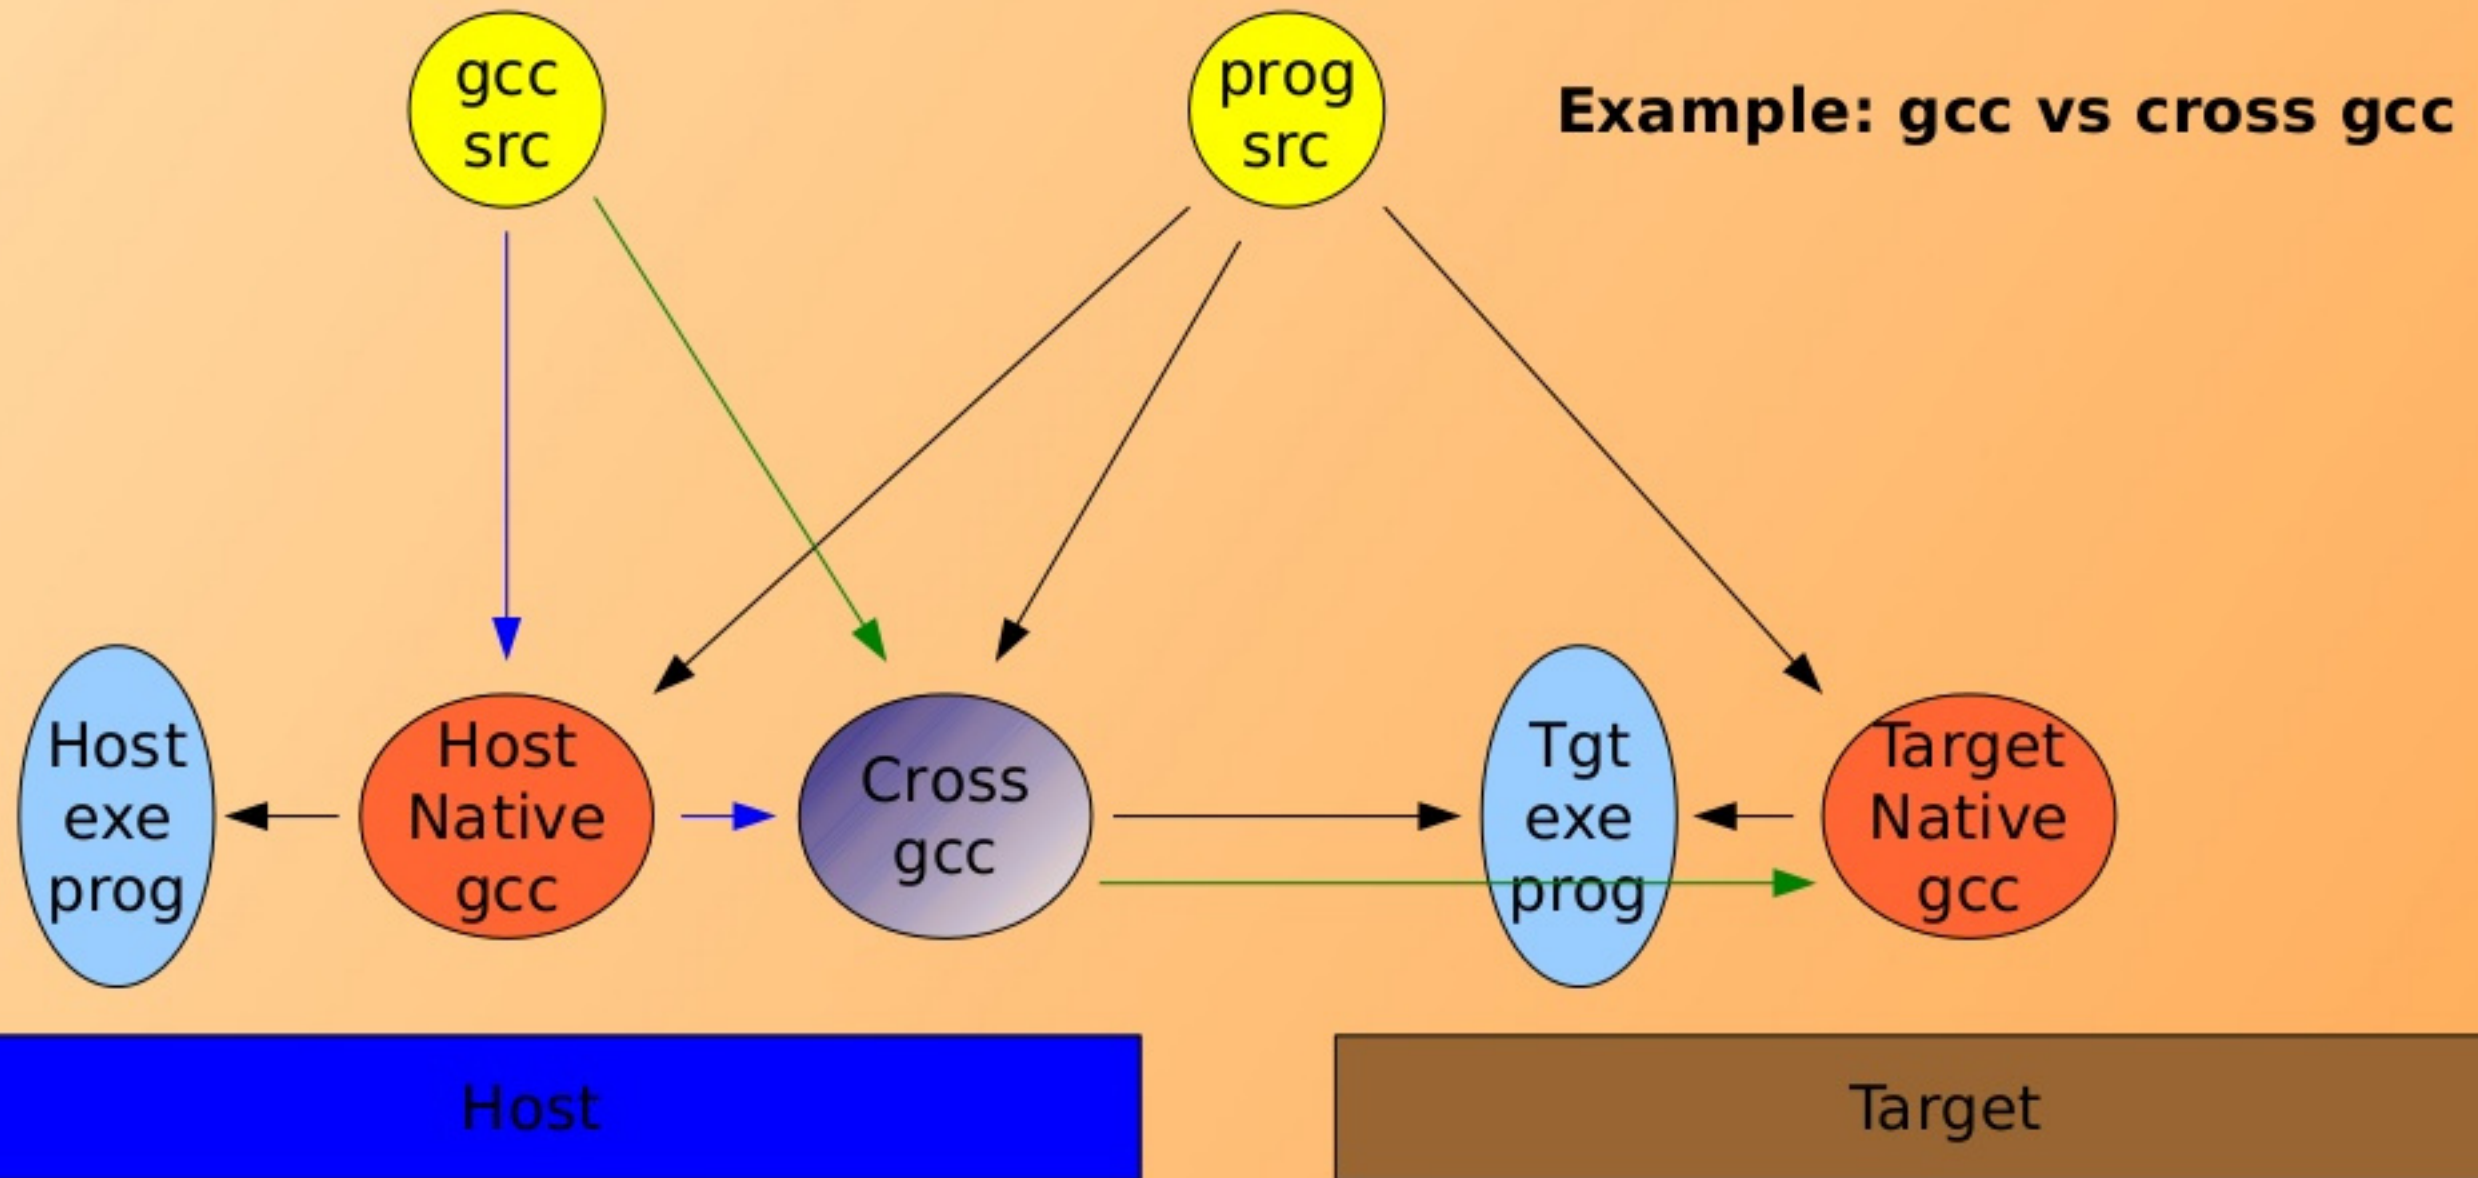 gcc
src
prog
src
Example: gcc vs cross gcc
Host
exe
prog
Host
Native
gcc
Cross
gcc
Tgt
exe
prog
Target
Native
gcc
Host
Target